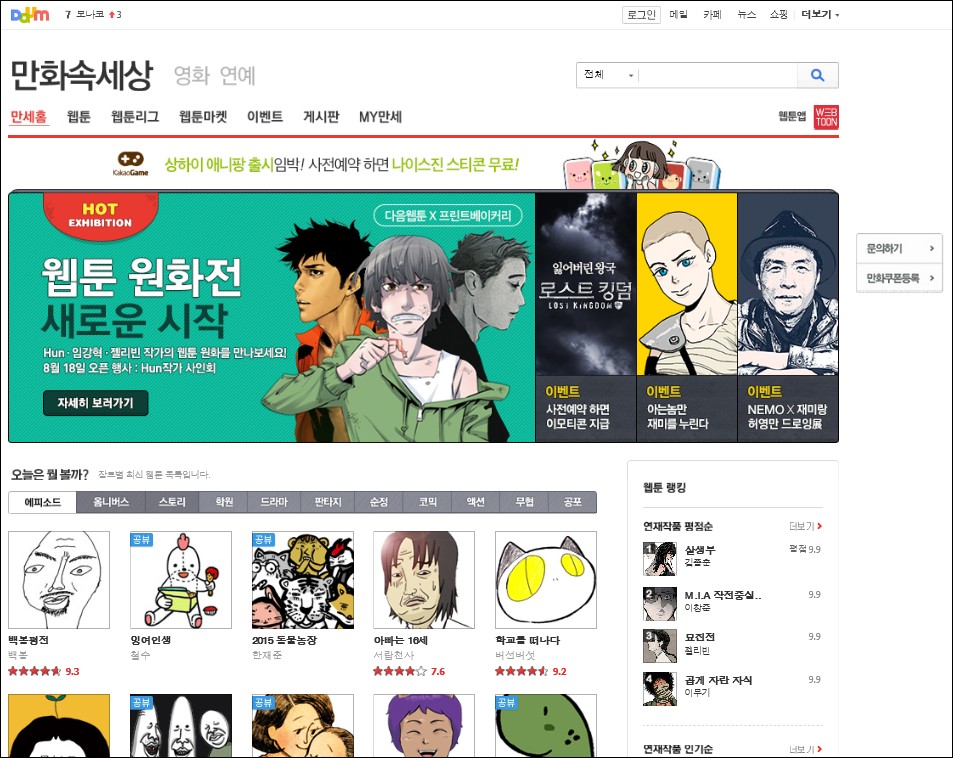 Daum
7 모나코 3
로그인 메일 카페 뉴스 쇼핑 더보기
만화속세상 영화 연예
전체
만세홈 웹툰 웹툰리그 웹툰마켓 이벤트 게시판 MY만세
웹툰앱 WEB TOON
KakaoGame
상하이 애니팡 출시임박! 사전예약 하면 나이스진 스티콘 무료!
HOT
EXHIBITION
다음웹툰 X 프린트베이커리
웹툰 원화전
새로운 시작
Hun · 임강혁 · 젤리빈 작가의 웹툰 원화를 만나보세요!
8월 18일 오픈 행사 : Hun작가 사인회
자세히 보러가기
잃어버린 왕국
로스트 킹덤
LOST KINGDOM
이벤트
사전예약 하면
이모티콘 지급
이벤트
아는놈만
재미를 누린다
이벤트
NEMO X 재미랑
허영만 드로잉展
문의하기
만화쿠폰등록
오늘은 뭘 볼까? 장르별 최신 웹툰 목록입니다.
에피소드 옴니버스 스토리 학원 드라마 판타지 순정 코믹 액션 무협 공포
공뷰
공뷰
백봉평전
백봉
9.3
잉여인생
철수
2015 동물농장
한재준
아빠는 16세
서람천사
7.6
학교를 떠나다
버선버섯
9.2
공뷰
공뷰
공뷰
웹툰 랭킹
연재작품 평점순 더보기
1 살생부 평점 9.9
김종훈
2 M.I.A 작전중실.. 9.9
이창준
3 묘진전 9.9
젤리빈
4 곱게 자란 자식 9.9
이무기
연재작품 인기순 더보기